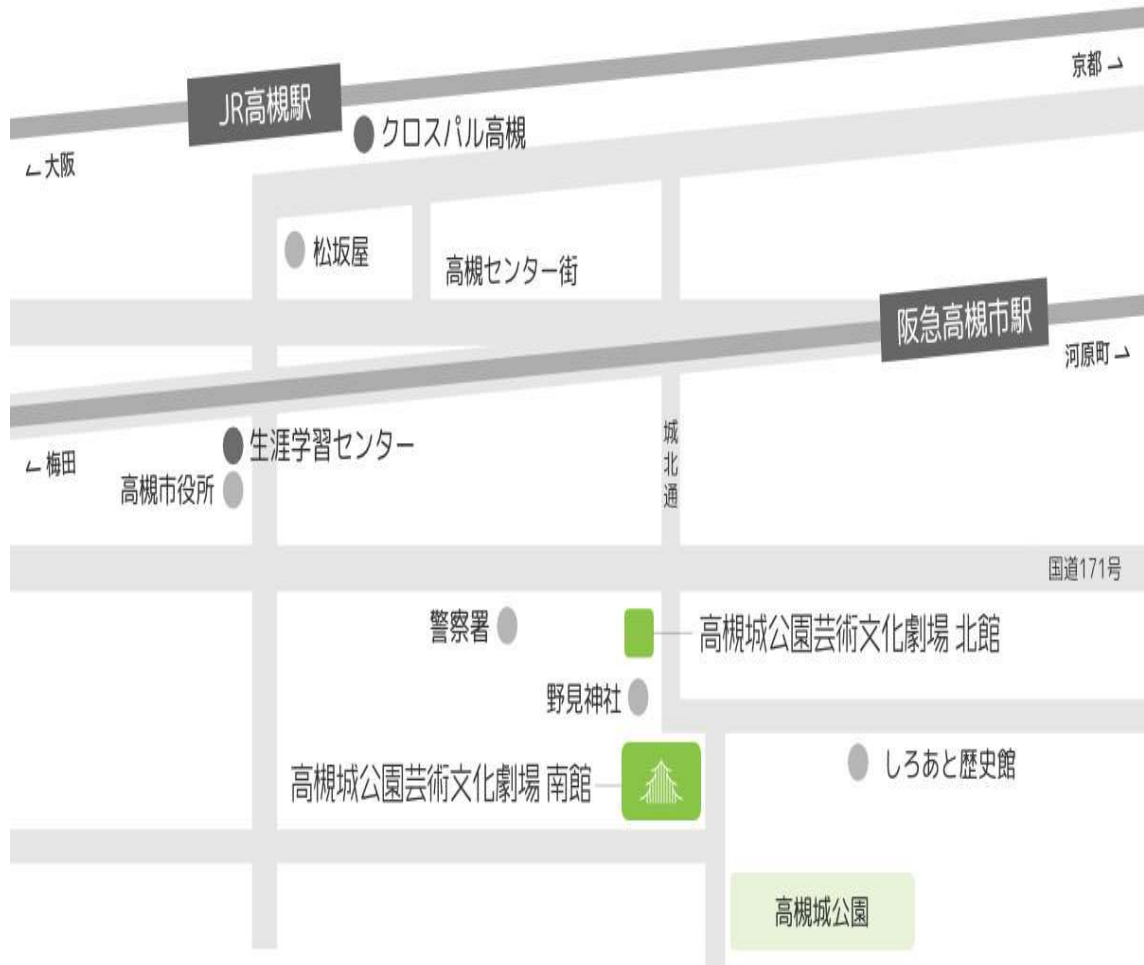 京都
JR高槻駅
クロスパル高槻
大阪
松坂屋
高槻センター街
阪急高槻市駅
河原町
城北通
生涯学習センター
梅田
高槻市役所
国道171号
警察署
高槻城公園芸術文化劇場 北館
野見神社
しろあと歴史館
高槻城公園芸術文化劇場 南館
高槻城公園